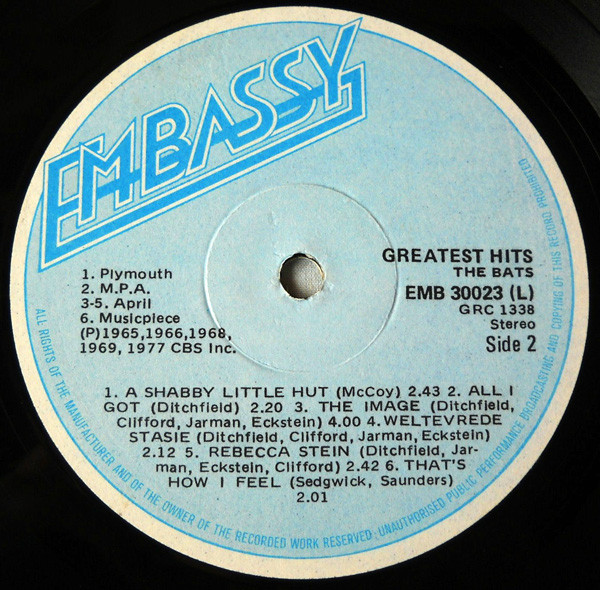 EMBASSY
GREATEST HITS
THE BATS
EMB 30023 (L)
GRC 1338
Stereo
Side 2
1. Plymouth
2. M.P.A.
3-5. April
6. Musicpiece
(P)1965,1966,1968,
1969, 1977 CBS Inc.
1. A SHABBY LITTLE HUT (McCoy) 2.43 2. ALL I
GOT (Ditchfield) 2.20 3. THE IMAGE (Ditchfield,
Clifford, Jarman, Eckstein) 4.00 4. WELTEVREDE
STASIE (Ditchfield, Clifford, Jarman, Eckstein)
2.12 5. REBECCA STEIN (Ditchfield, Jar-
man, Eckstein, Clifford) 2.42 6. THAT'S
HOW I FEEL (Sedgwick, Saunders)
2.01
ALL RIGHTS OF THE MANUFACTURER AND OF THE OWNER OF THE RECORDED WORK RESERVED. UNAUTHORISED PUBLIC PERFORMANCE BROADCASTING AND COPYING OF THIS RECORD PROHIBITED